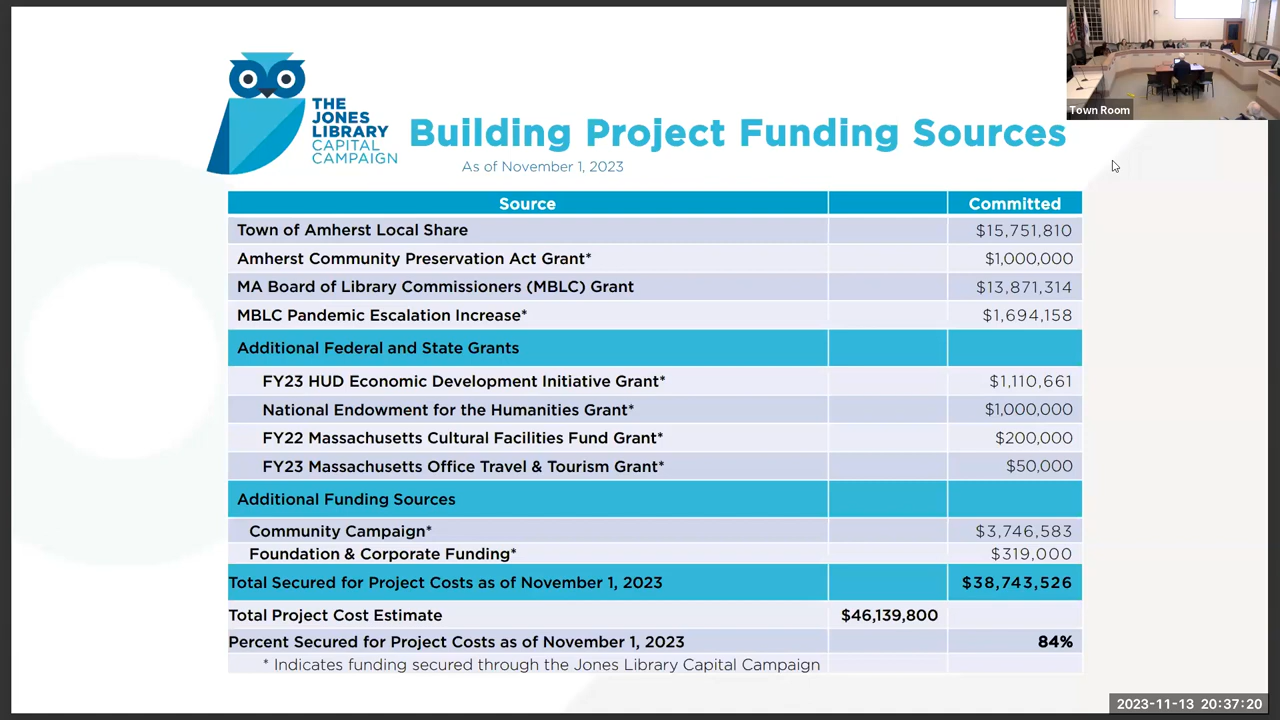 Town Room
THE
JONES
LIBRARY
CAPITAL
CAMPAIGN
Building Project Funding Sources
As of November 1, 2023
Source Committed
Town of Amherst Local Share $15,751,810
Amherst Community Preservation Act Grant* $1,000,000
MA Board of Library Commissioners (MBLC) Grant $13,871,314
MBLC Pandemic Escalation Increase* $1,694,158
Additional Federal and State Grants
FY23 HUD Economic Development Initiative Grant* $1,110,661
National Endowment for the Humanities Grant* $1,000,000
FY22 Massachusetts Cultural Facilities Fund Grant* $200,000
FY23 Massachusetts Office Travel & Tourism Grant* $50,000
Additional Funding Sources
Community Campaign* $3,746,583
Foundation & Corporate Funding* $319,000
Total Secured for Project Costs as of November 1, 2023 $38,743,526
Total Project Cost Estimate $46,139,800
Percent Secured for Project Costs as of November 1, 2023 84%
* Indicates funding secured through the Jones Library Capital Campaign
2023-11-13 20:37:20